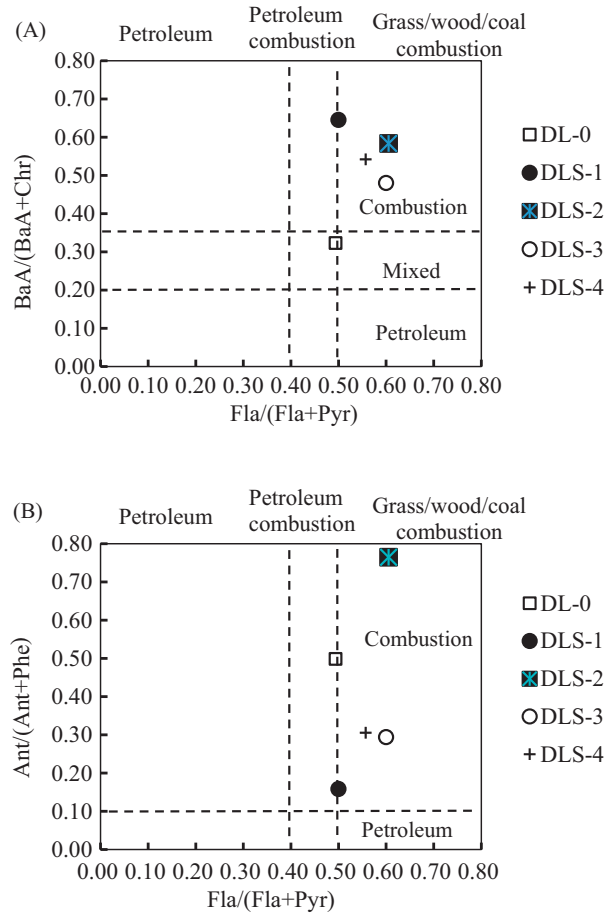 (A)
Petroleum
Petroleum combustion
Grass/wood/coal combustion
0.80
0.70
0.60
0.50
0.40
0.30
0.20
0.10
0.00
BaA/(BaA+Chr)
Combustion
Mixed
Petroleum
0.00 0.10 0.20 0.30 0.40 0.50 0.60 0.70 0.80
Fla/(Fla+Pyr)
DL-0
DLS-1
DLS-2
DLS-3
DLS-4
(B)
Petroleum
Petroleum combustion
Grass/wood/coal combustion
0.80
0.70
0.60
0.50
0.40
0.30
0.20
0.10
0.00
Ant/(Ant+Phe)
Combustion
Petroleum
0.00 0.10 0.20 0.30 0.40 0.50 0.60 0.70 0.80
Fla/(Fla+Pyr)
DL-0
DLS-1
DLS-2
DLS-3
DLS-4